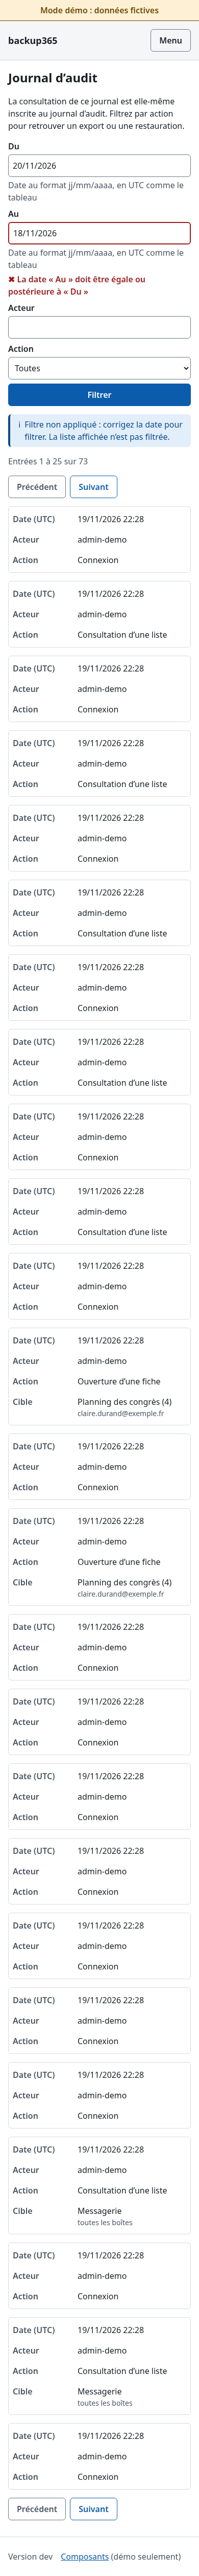 Mode démo : données fictives
backup365
Menu
Journal d’audit
La consultation de ce journal est elle-même
inscrite au journal d’audit. Filtrez par action
pour retrouver un export ou une restauration.
Du
20/11/2026
Date au format jj/mm/aaaa, en UTC comme le
tableau
Au
18/11/2026
Date au format jj/mm/aaaa, en UTC comme le
tableau
✖ La date « Au » doit être égale ou
postérieure à « Du »
Acteur
Action
Toutes
Filtrer
i Filtre non appliqué : corrigez la date pour
filtrer. La liste affichée n’est pas filtrée.
Entrées 1 à 25 sur 73
Précédent Suivant
Date (UTC) 19/11/2026 22:28
Acteur admin-demo
Action Connexion
Date (UTC) 19/11/2026 22:28
Acteur admin-demo
Action Consultation d’une liste
Date (UTC) 19/11/2026 22:28
Acteur admin-demo
Action Connexion
Date (UTC) 19/11/2026 22:28
Acteur admin-demo
Action Consultation d’une liste
Date (UTC) 19/11/2026 22:28
Acteur admin-demo
Action Connexion
Date (UTC) 19/11/2026 22:28
Acteur admin-demo
Action Consultation d’une liste
Date (UTC) 19/11/2026 22:28
Acteur admin-demo
Action Connexion
Date (UTC) 19/11/2026 22:28
Acteur admin-demo
Action Consultation d’une liste
Date (UTC) 19/11/2026 22:28
Acteur admin-demo
Action Connexion
Date (UTC) 19/11/2026 22:28
Acteur admin-demo
Action Consultation d’une liste
Date (UTC) 19/11/2026 22:28
Acteur admin-demo
Action Connexion
Date (UTC) 19/11/2026 22:28
Acteur admin-demo
Action Ouverture d’une fiche
Cible Planning des congrès (4)
claire.durand@exemple.fr
Date (UTC) 19/11/2026 22:28
Acteur admin-demo
Action Connexion
Date (UTC) 19/11/2026 22:28
Acteur admin-demo
Action Ouverture d’une fiche
Cible Planning des congrès (4)
claire.durand@exemple.fr
Date (UTC) 19/11/2026 22:28
Acteur admin-demo
Action Connexion
Date (UTC) 19/11/2026 22:28
Acteur admin-demo
Action Connexion
Date (UTC) 19/11/2026 22:28
Acteur admin-demo
Action Connexion
Date (UTC) 19/11/2026 22:28
Acteur admin-demo
Action Connexion
Date (UTC) 19/11/2026 22:28
Acteur admin-demo
Action Connexion
Date (UTC) 19/11/2026 22:28
Acteur admin-demo
Action Connexion
Date (UTC) 19/11/2026 22:28
Acteur admin-demo
Action Connexion
Date (UTC) 19/11/2026 22:28
Acteur admin-demo
Action Consultation d’une liste
Cible Messagerie
toutes les boîtes
Date (UTC) 19/11/2026 22:28
Acteur admin-demo
Action Connexion
Date (UTC) 19/11/2026 22:28
Acteur admin-demo
Action Consultation d’une liste
Cible Messagerie
toutes les boîtes
Date (UTC) 19/11/2026 22:28
Acteur admin-demo
Action Connexion
Précédent Suivant
Version dev Composants (démo seulement)